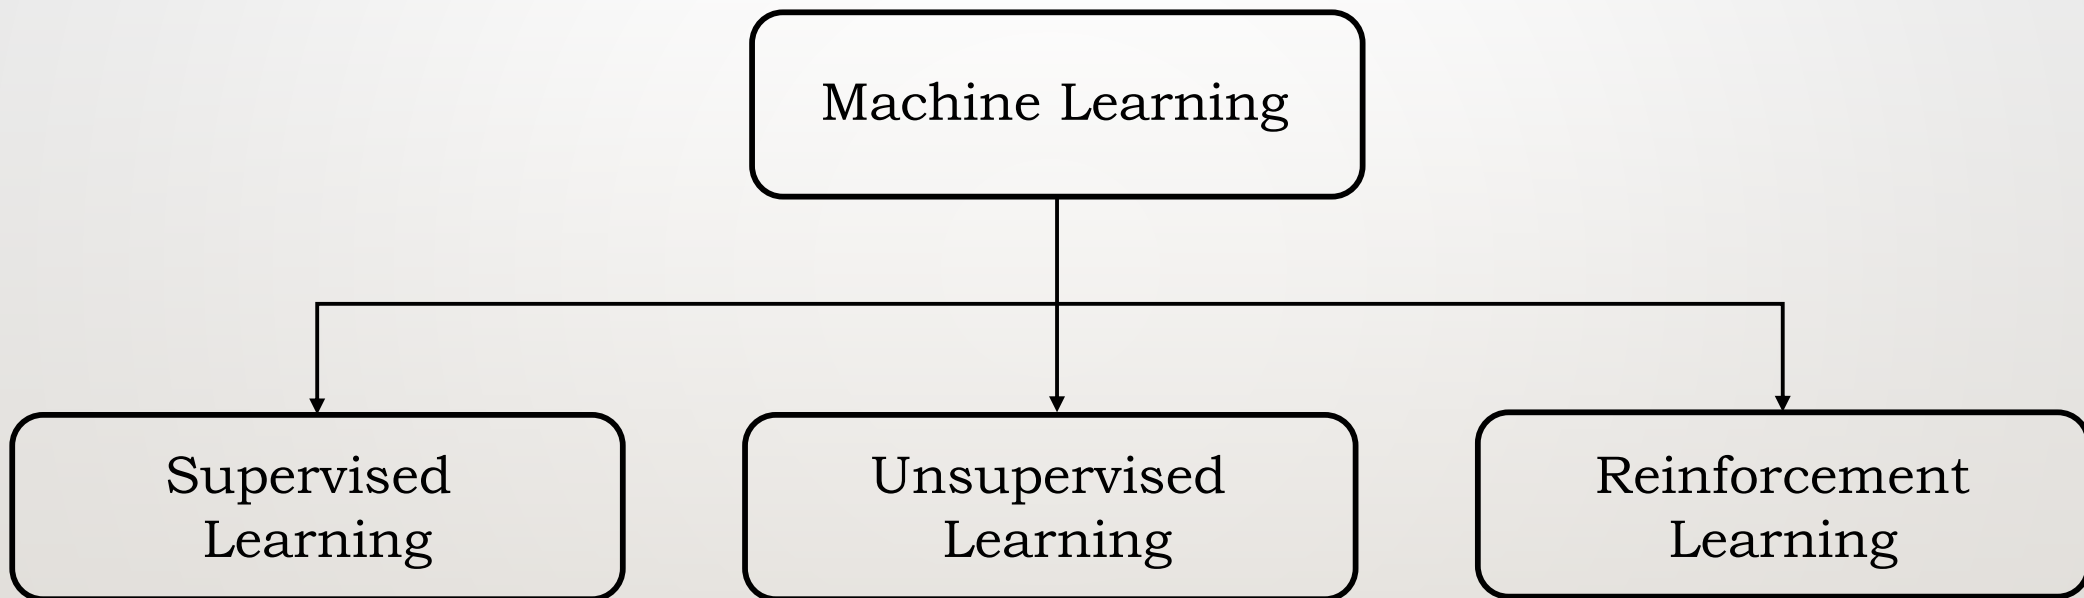 Machine Learning
Supervised
Learning
Unsupervised
Learning
Reinforcement
Learning